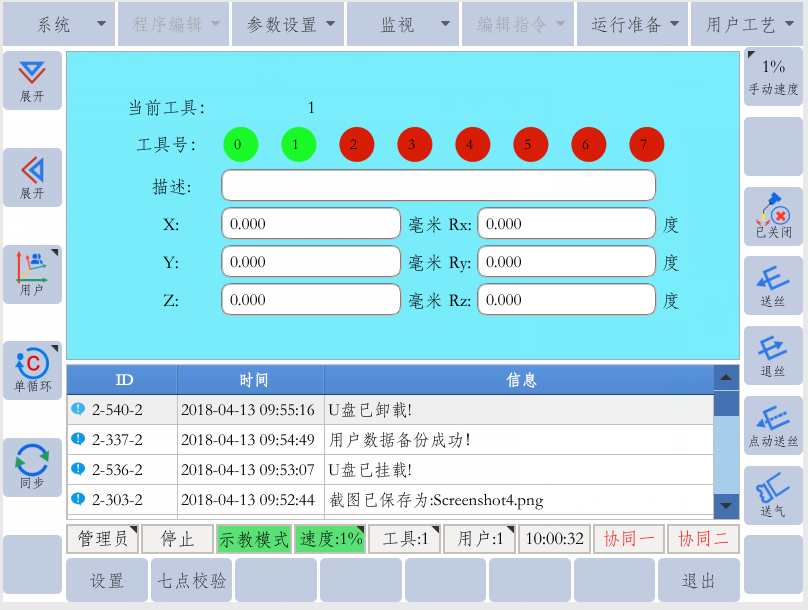 系统 程序编辑 参数设置 监视 编辑指令 运行准备 用户工艺
展开
1%
手动速度
当前工具: 1
工具号: 0 1 2 3 4 5 6 7
描述:
展开
X: 0.000 毫米 Rx: 0.000 度
已关闭
Y: 0.000 毫米 Ry: 0.000 度
用户
Z: 0.000 毫米 Rz: 0.000 度
送丝
C
单循环
退丝
ID 时间 信息
2-540-2 2018-04-13 09:55:16 U盘已卸载!
2-337-2 2018-04-13 09:54:49 用户数据备份成功!
点动送丝
2-536-2 2018-04-13 09:53:07 U盘已挂载!
同步
2-303-2 2018-04-13 09:52:44 截图已保存为:Screenshot4.png
送气
管理员 停止 示教模式 速度:1% 工具:1 用户:1 10:00:32 协同一 协同二
设置 七点校验 退出